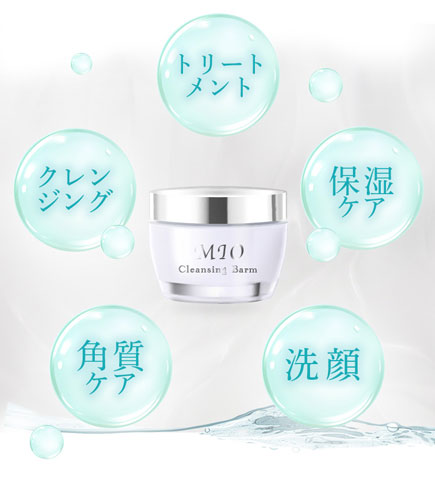 トリート
メント
クレン
ジング
保湿
ケア
MIO
Cleansing Barm
角質
ケア
洗顔